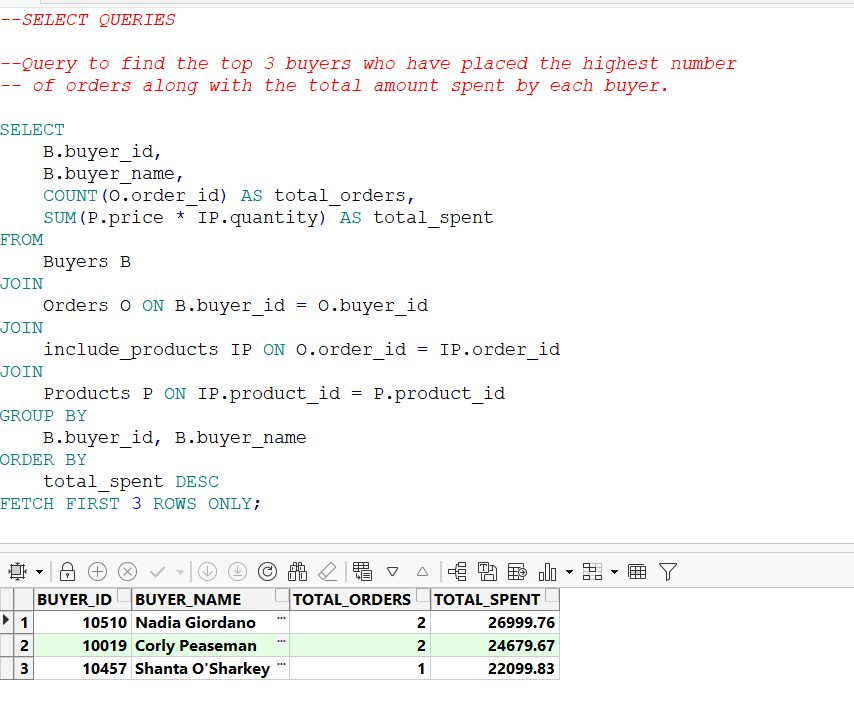 --SELECT QUERIES
--Query to find the top 3 buyers who have placed the highest number
-- of orders along with the total amount spent by each buyer.
SELECT
B.buyer_id,
B.buyer_name,
COUNT(O.order_id) AS total_orders,
SUM(P.price * IP.quantity) AS total_spent
FROM
Buyers B
JOIN
Orders O ON B.buyer_id = O.buyer_id
JOIN
include_products IP ON O.order_id = IP.order_id
JOIN
Products P ON IP.product_id = P.product_id
GROUP BY
B.buyer_id, B.buyer_name
ORDER BY
total_spent DESC
FETCH FIRST 3 ROWS ONLY;
BUYER_ID BUYER_NAME TOTAL_ORDERS TOTAL_SPENT
1 10510 Nadia Giordano ... 2 26999.76
2 10019 Corly Peaseman ... 2 24679.67
3 10457 Shanta O'Sharkey ... 1 22099.83